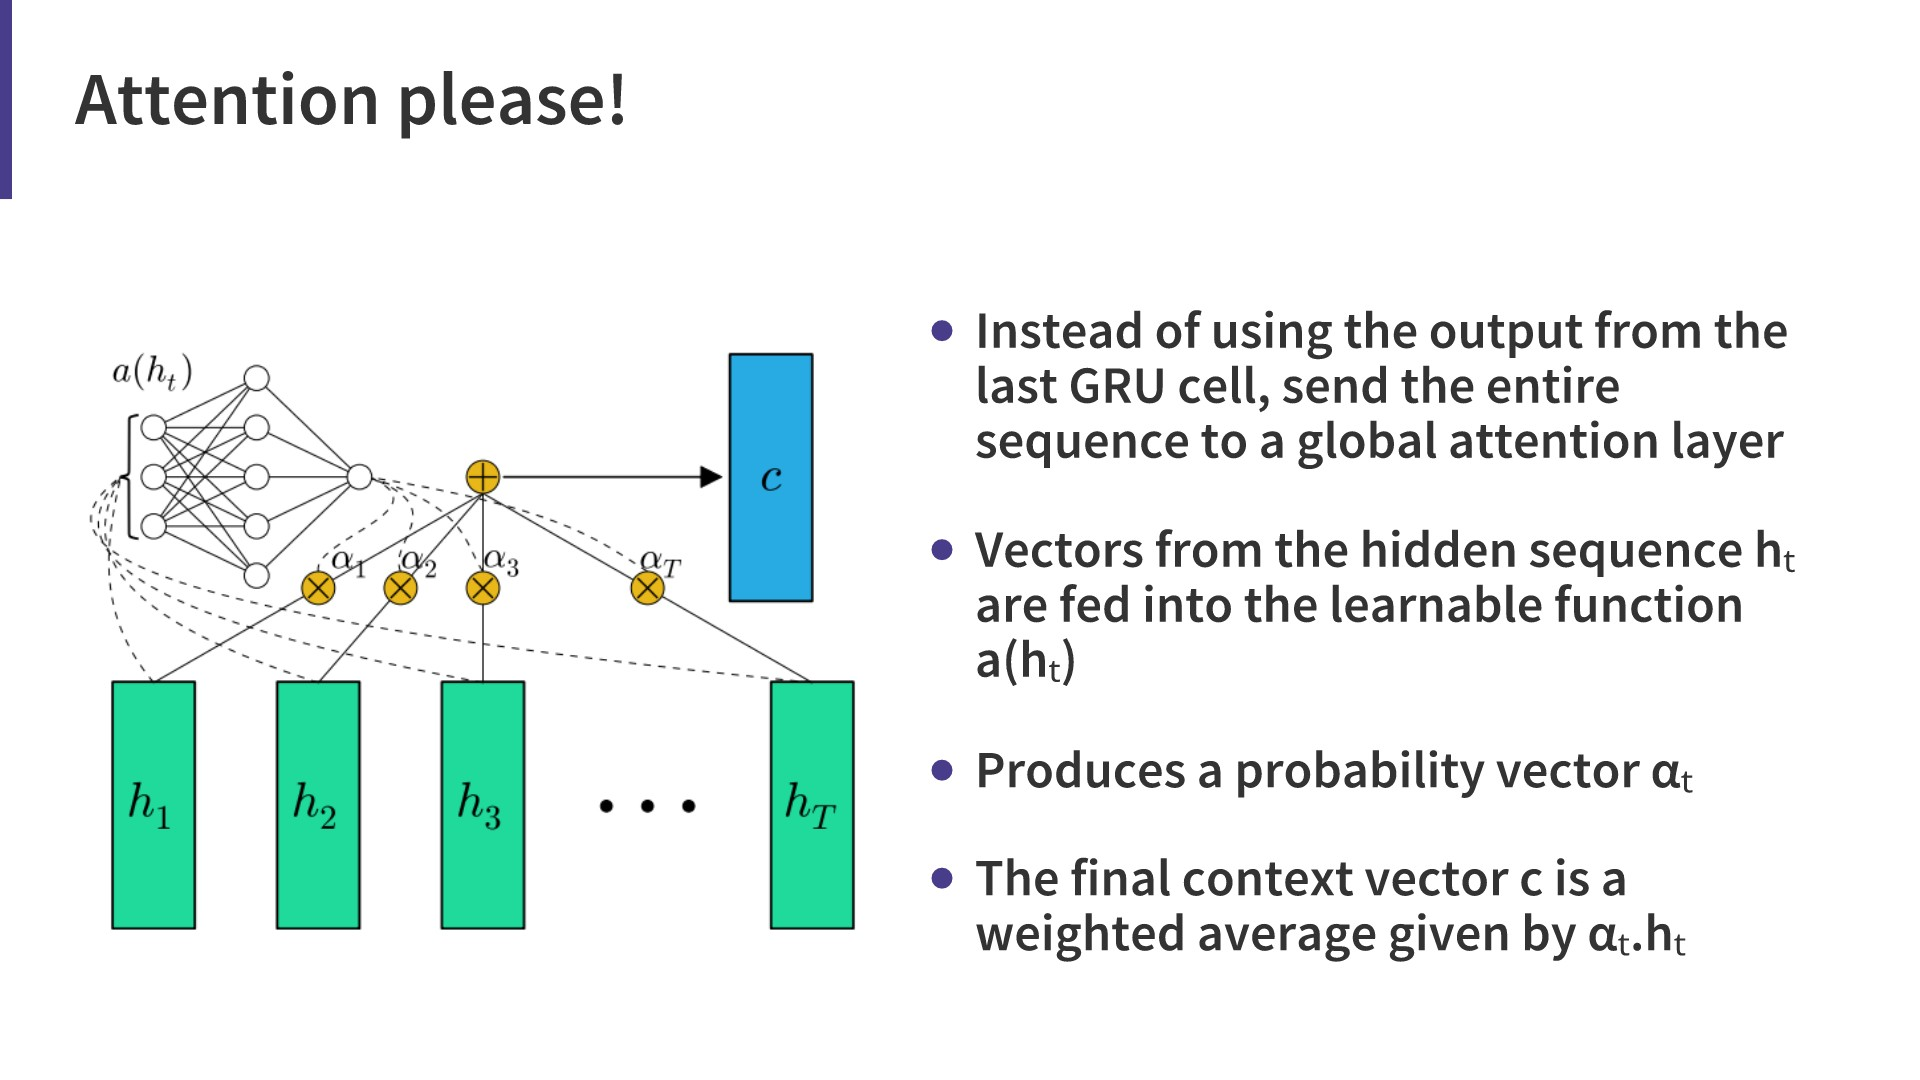 Attention please!
a(hₜ)
c
α₁
α₂
α₃
α_T
h₁
h₂
h₃
• • •
h_T
• Instead of using the output from the
last GRU cell, send the entire
sequence to a global attention layer
• Vectors from the hidden sequence hₜ
are fed into the learnable function
a(hₜ)
• Produces a probability vector αₜ
• The final context vector c is a
weighted average given by αₜ.hₜ